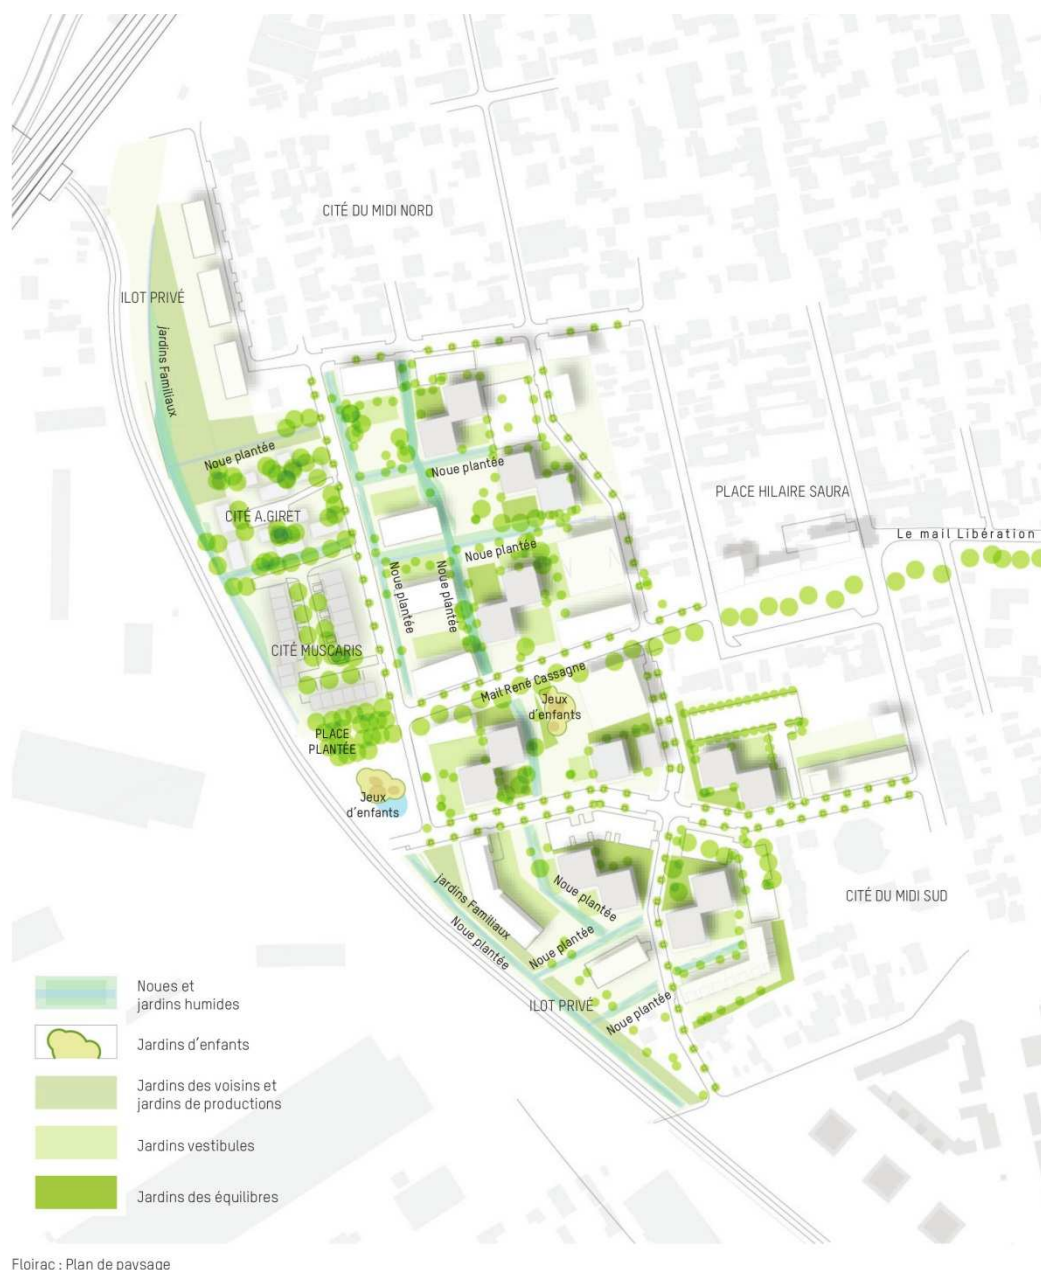 CITÉ DU MIDI NORD
ILOT PRIVÉ
jardins Familiaux
Noue plantée
Noue plantée
PLACE HILAIRE SAURA
CITÉ A.GIRET
Le mail Libération
Noue plantée
Noue plantée
Noue plantée
CITÉ MUSCARIS
Mail René Cassagne
Jeux
d'enfants
PLACE
PLANTÉE
Jeux
d'enfants
jardins Familiaux
Noue plantée
CITÉ DU MIDI SUD
Noue plantée
Noue plantée
ILOT PRIVÉ
Noue plantée
Noues et
jardins humides
Jardins d'enfants
Jardins des voisins et
jardins de productions
Jardins vestibules
Jardins des équilibres
Floirac : Plan de paysage